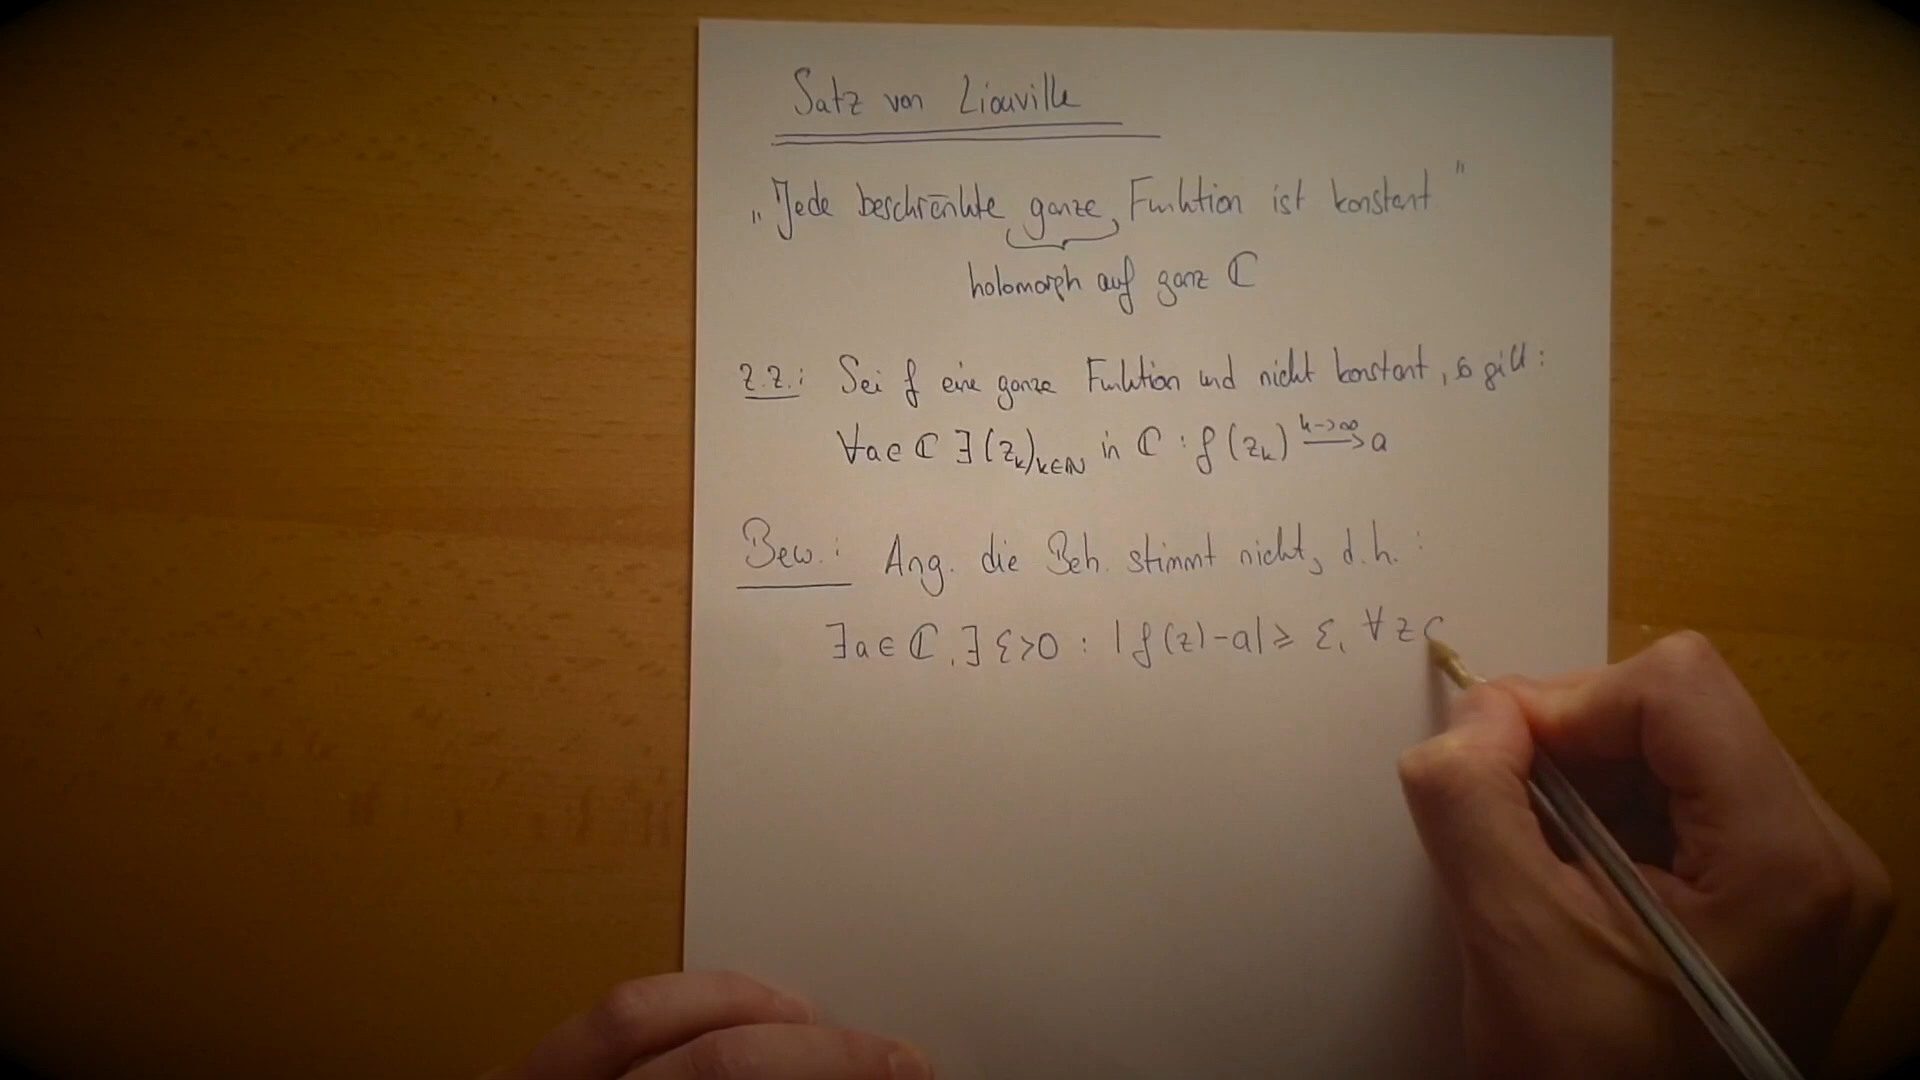 Satz von Liouville
„Jede beschränkte ganze Funktion ist konstant"
holomorph auf ganz ℂ
z.z.: Sei f eine ganze Funktion und nicht konstant, so gilt:
∀a∈ℂ ∃(z_k)_{k∈ℕ} in ℂ : f(z_k) →^{k->∞} a
Bew.: Ang. die Beh. stimmt nicht, d.h.:
∃a∈ℂ, ∃ε>0 : |f(z)-a|≥ε, ∀z